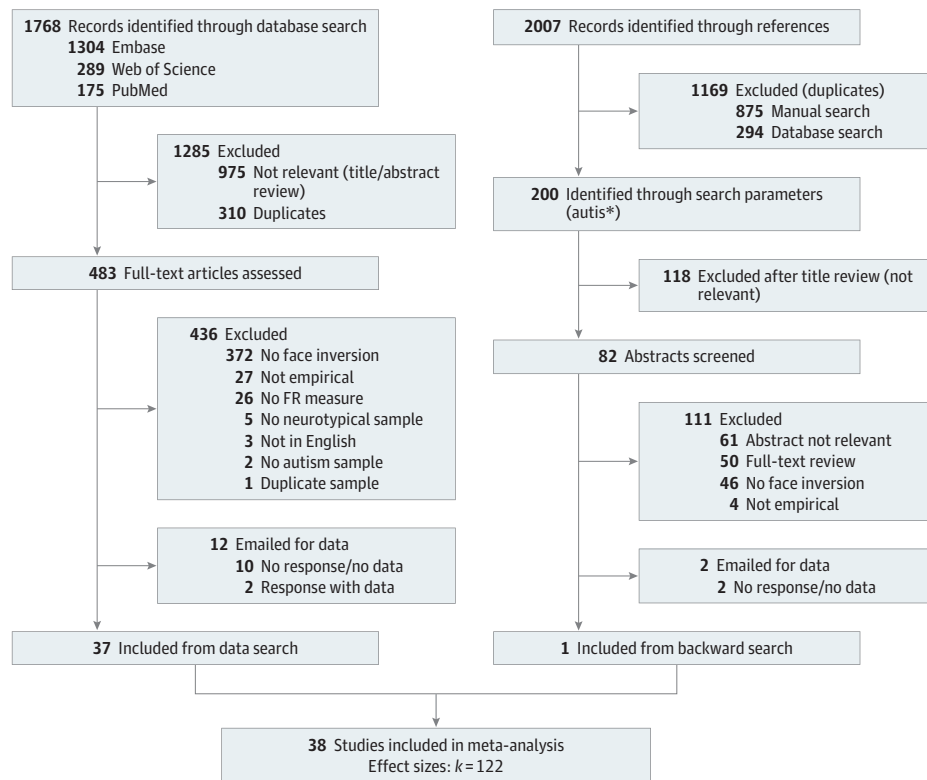 1768 Records identified through database search
1304 Embase
289 Web of Science
175 PubMed
1285 Excluded
975 Not relevant (title/abstract
review)
310 Duplicates
483 Full-text articles assessed
436 Excluded
372 No face inversion
27 Not empirical
26 No FR measure
5 No neurotypical sample
3 Not in English
2 No autism sample
1 Duplicate sample
12 Emailed for data
10 No response/no data
2 Response with data
37 Included from data search
2007 Records identified through references
1169 Excluded (duplicates)
875 Manual search
294 Database search
200 Identified through search parameters
(autis*)
118 Excluded after title review (not
relevant)
82 Abstracts screened
111 Excluded
61 Abstract not relevant
50 Full-text review
46 No face inversion
4 Not empirical
2 Emailed for data
2 No response/no data
1 Included from backward search
38 Studies included in meta-analysis
Effect sizes: k = 122